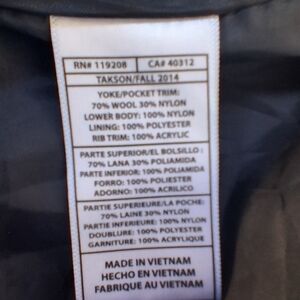 RN# 119208 CA# 40312
TAKSON/FALL 2014
YOKE/POCKET TRIM:
70% WOOL 30% NYLON
LOWER BODY: 100% NYLON
LINING: 100% POLYESTER
RIB TRIM: 100% ACRYLIC
PARTE SUPERIOR/EL BOLSILLO :
70% LANA 30% POLIAMIDA
PARTE INFERIOR: 100% POLIAMIDA
FORRO: 100% POLIESTER
ADORNO: 100% ACRILICO
PARTIE SUPERIEURE/LA POCHE:
70% LAINE 30% NYLON
PARTIE INFERIEURE: 100% NYLON
DOUBLURE: 100% POLYESTER
GARNITURE: 100% ACRYLIQUE
MADE IN VIETNAM
HECHO EN VIETNAM
FABRIQUE AU VIETNAM